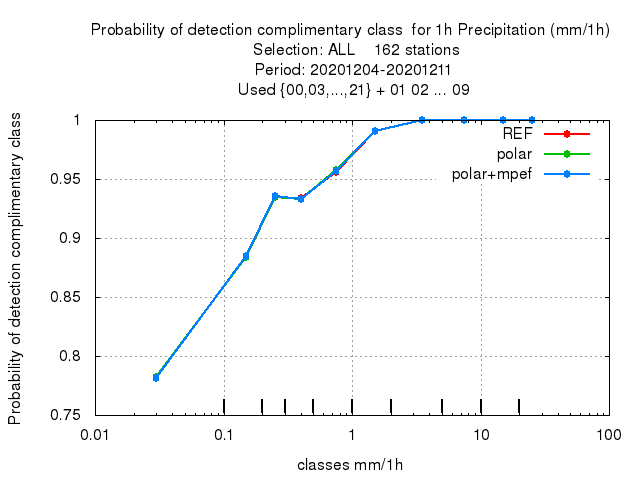 Probability of detection complimentary class  for 1h Precipitation (mm/1h)
Selection: ALL    162 stations
Period: 20201204-20201211
Used {00,03,...,21} + 01 02 ... 09
Probability of detection complimentary class
1
0.95
0.9
0.85
0.8
0.75
REF
polar
polar+mpef
0.01
0.1
1
10
100
classes mm/1h